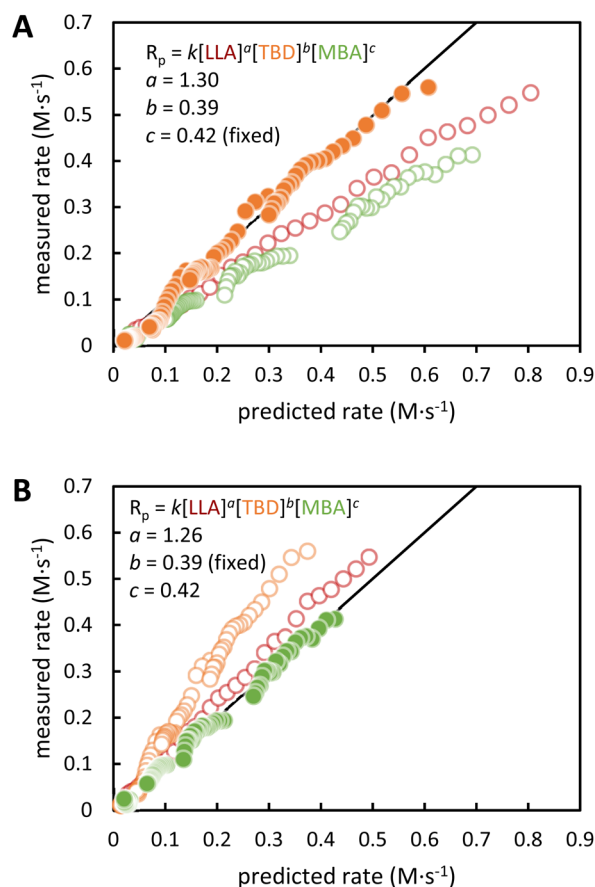 A
R_p = k[LLA]^a[TBD]^b[MBA]^c
a = 1.30
b = 0.39
c = 0.42 (fixed)
measured rate (M·s⁻¹)
0.7
0.6
0.5
0.4
0.3
0.2
0.1
0
0 0.1 0.2 0.3 0.4 0.5 0.6 0.7 0.8 0.9
predicted rate (M·s⁻¹)
B
R_p = k[LLA]^a[TBD]^b[MBA]^c
a = 1.26
b = 0.39 (fixed)
c = 0.42
measured rate (M·s⁻¹)
0.7
0.6
0.5
0.4
0.3
0.2
0.1
0
0 0.1 0.2 0.3 0.4 0.5 0.6 0.7 0.8 0.9
predicted rate (M·s⁻¹)